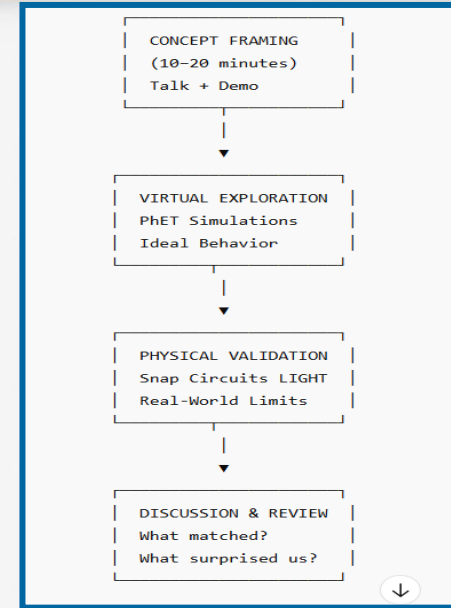 CONCEPT FRAMING
(10–20 minutes)
Talk + Demo
VIRTUAL EXPLORATION
PhET Simulations
Ideal Behavior
PHYSICAL VALIDATION
Snap Circuits LIGHT
Real-World Limits
DISCUSSION & REVIEW
What matched?
What surprised us?